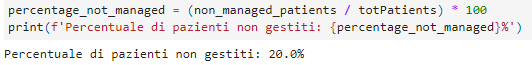 percentage_not_managed = (non_managed_patients / totPatients) * 100
print(f'Percentuale di pazienti non gestiti: {percentage_not_managed}%')
Percentuale di pazienti non gestiti: 20.0%